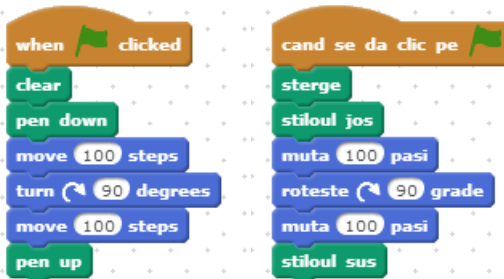 when clicked
clear
pen down
move 100 steps
turn 90 degrees
move 100 steps
pen up
cand se da clic pe
sterge
stiloul jos
muta 100 pasi
roteste 90 grade
muta 100 pasi
stiloul sus